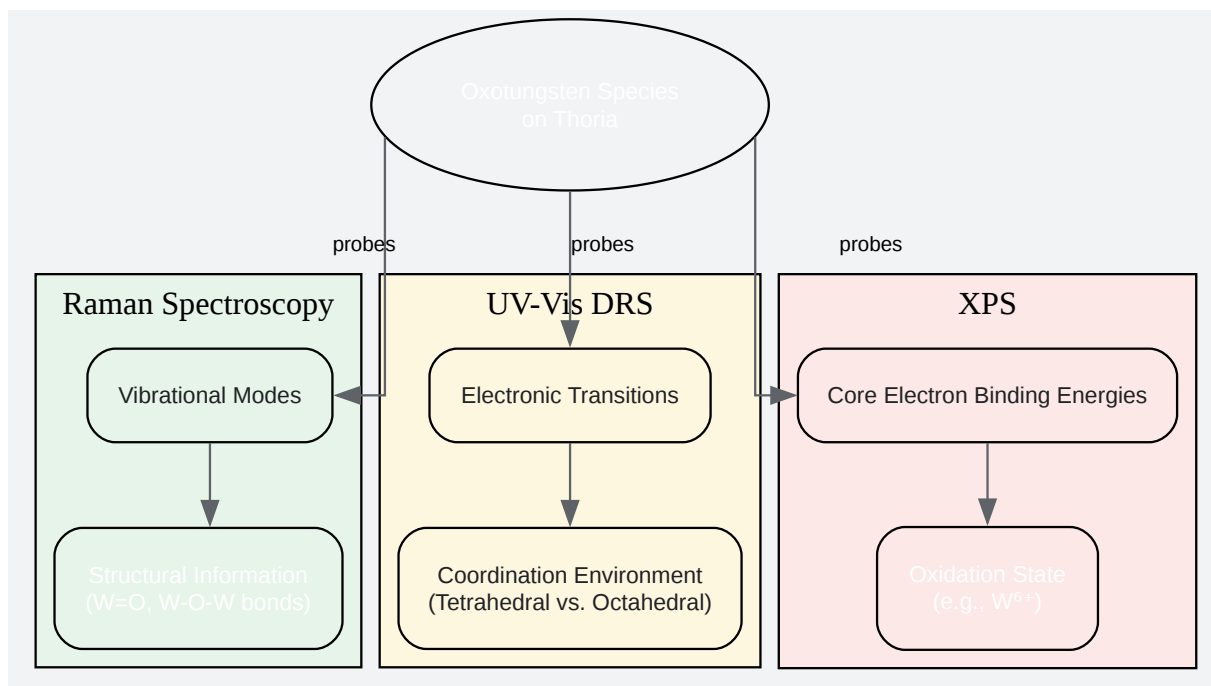 Oxotungsten Species
on Thoria
probes
probes
probes
Raman Spectroscopy
UV-Vis DRS
XPS
Vibrational Modes
Electronic Transitions
Core Electron Binding Energies
Structural Information
(W=O, W-O-W bonds)
Coordination Environment
(Tetrahedral vs. Octahedral)
Oxidation State
(e.g., W⁶⁺)